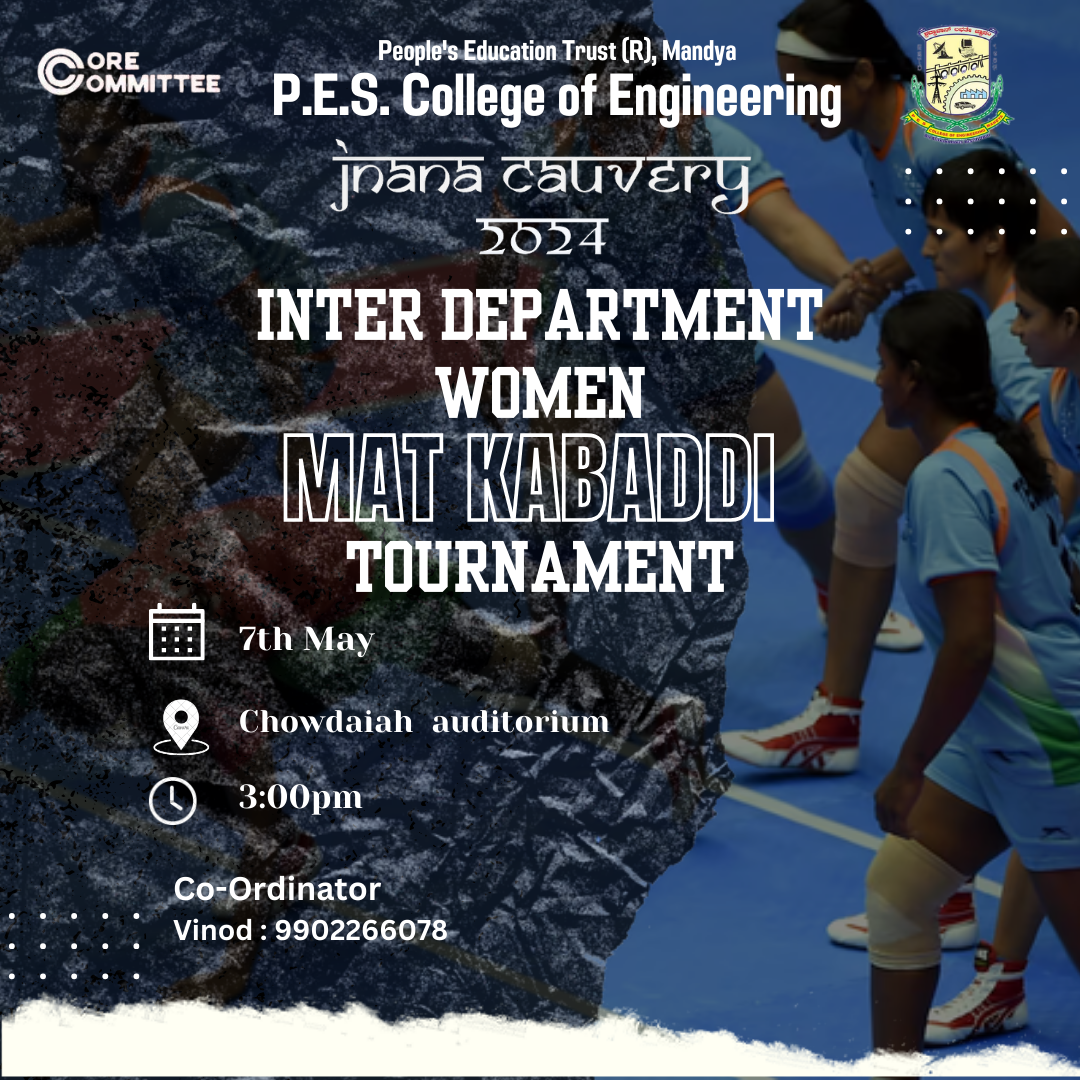 CORE
COMMITTEE
People's Education Trust (R), Mandya
P.E.S. College of Engineering
jnana cauvery
2024
INTER DEPARTMENT
WOMEN
MAT KABADDI
TOURNAMENT
7th May
Chowdaiah auditorium
3:00pm
Co-Ordinator
Vinod : 9902266078